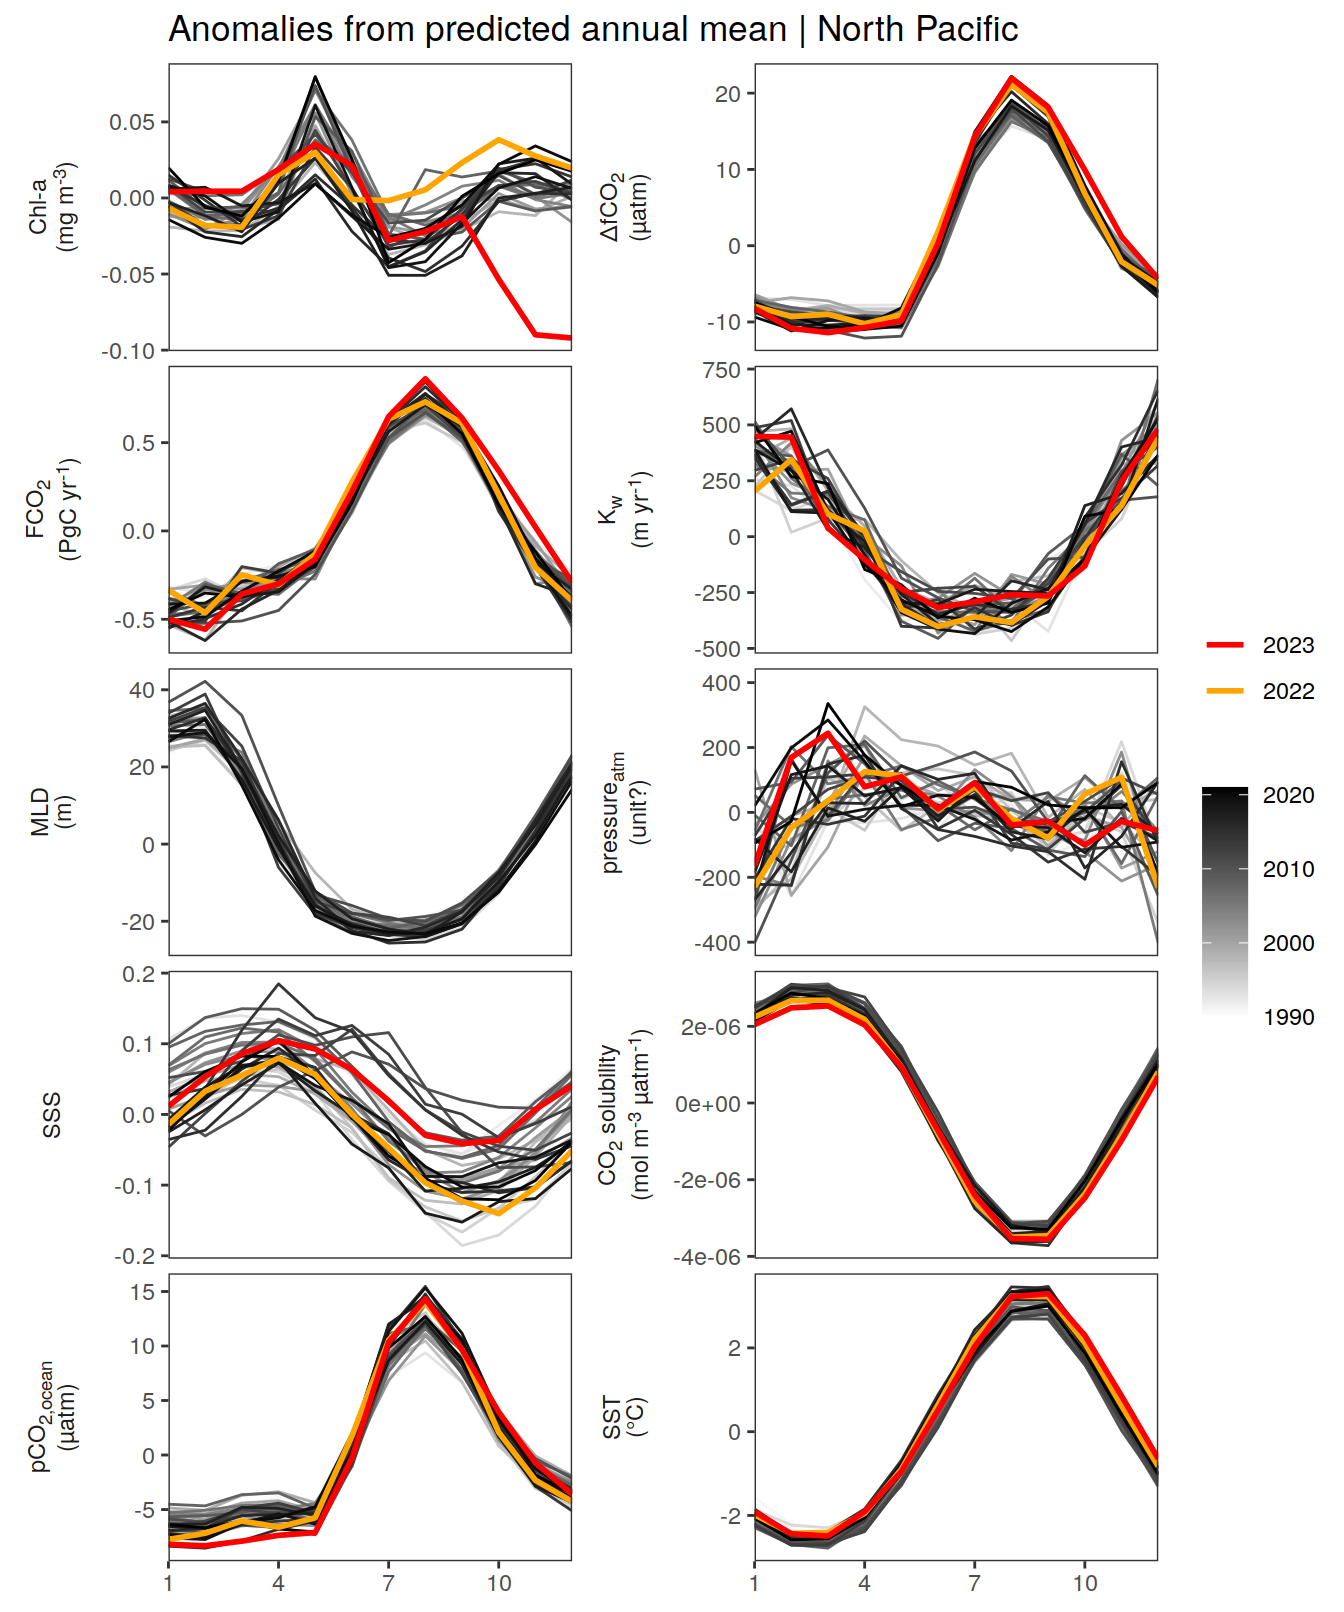 Anomalies from predicted annual mean | North Pacific
Chl-a
(mg m⁻³)
0.05
0.00
-0.05
-0.10
ΔfCO₂
(µatm)
20
10
0
-10
FCO₂
(PgC yr⁻¹)
0.5
0.0
-0.5
K_w
(m yr⁻¹)
750
500
250
0
-250
-500
MLD
(m)
40
20
0
-20
pressure_atm
(unit?)
400
200
0
-200
-400
SSS
0.2
0.1
0.0
-0.1
-0.2
CO₂ solubility
(mol m⁻³ µatm⁻¹)
2e-06
0e+00
-2e-06
-4e-06
pCO₂,ocean
(µatm)
15
10
5
0
-5
1 4 7 10
SST
(°C)
2
0
-2
1 4 7 10
2023
2022
2020
2010
2000
1990